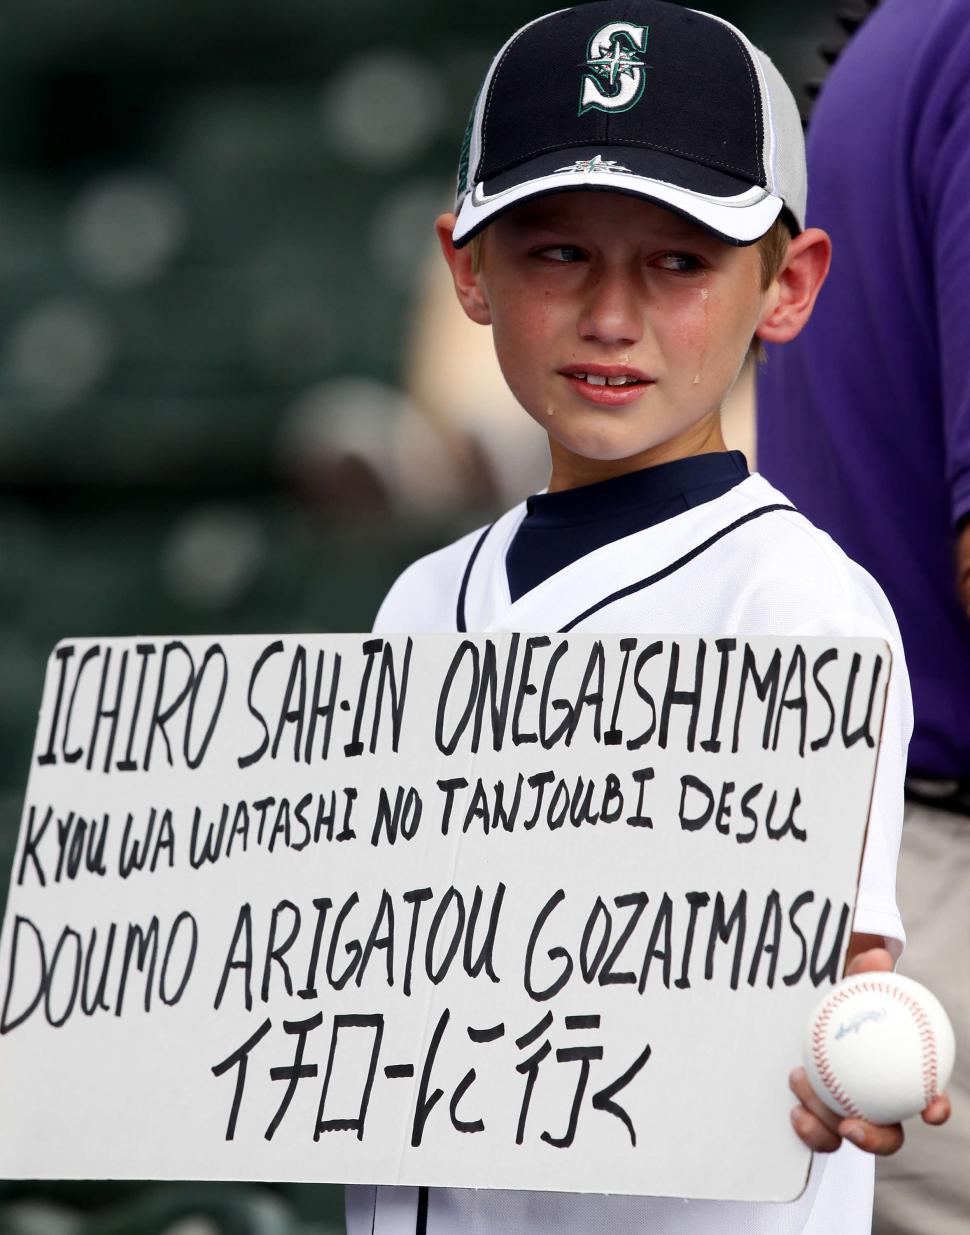 S
ICHIRO SAH-IN ONEGAISHIMASU
KYOU WA WATASHI NO TANJOUBI DESU
DOUMO ARIGATOU GOZAIMASU
イチローに行く